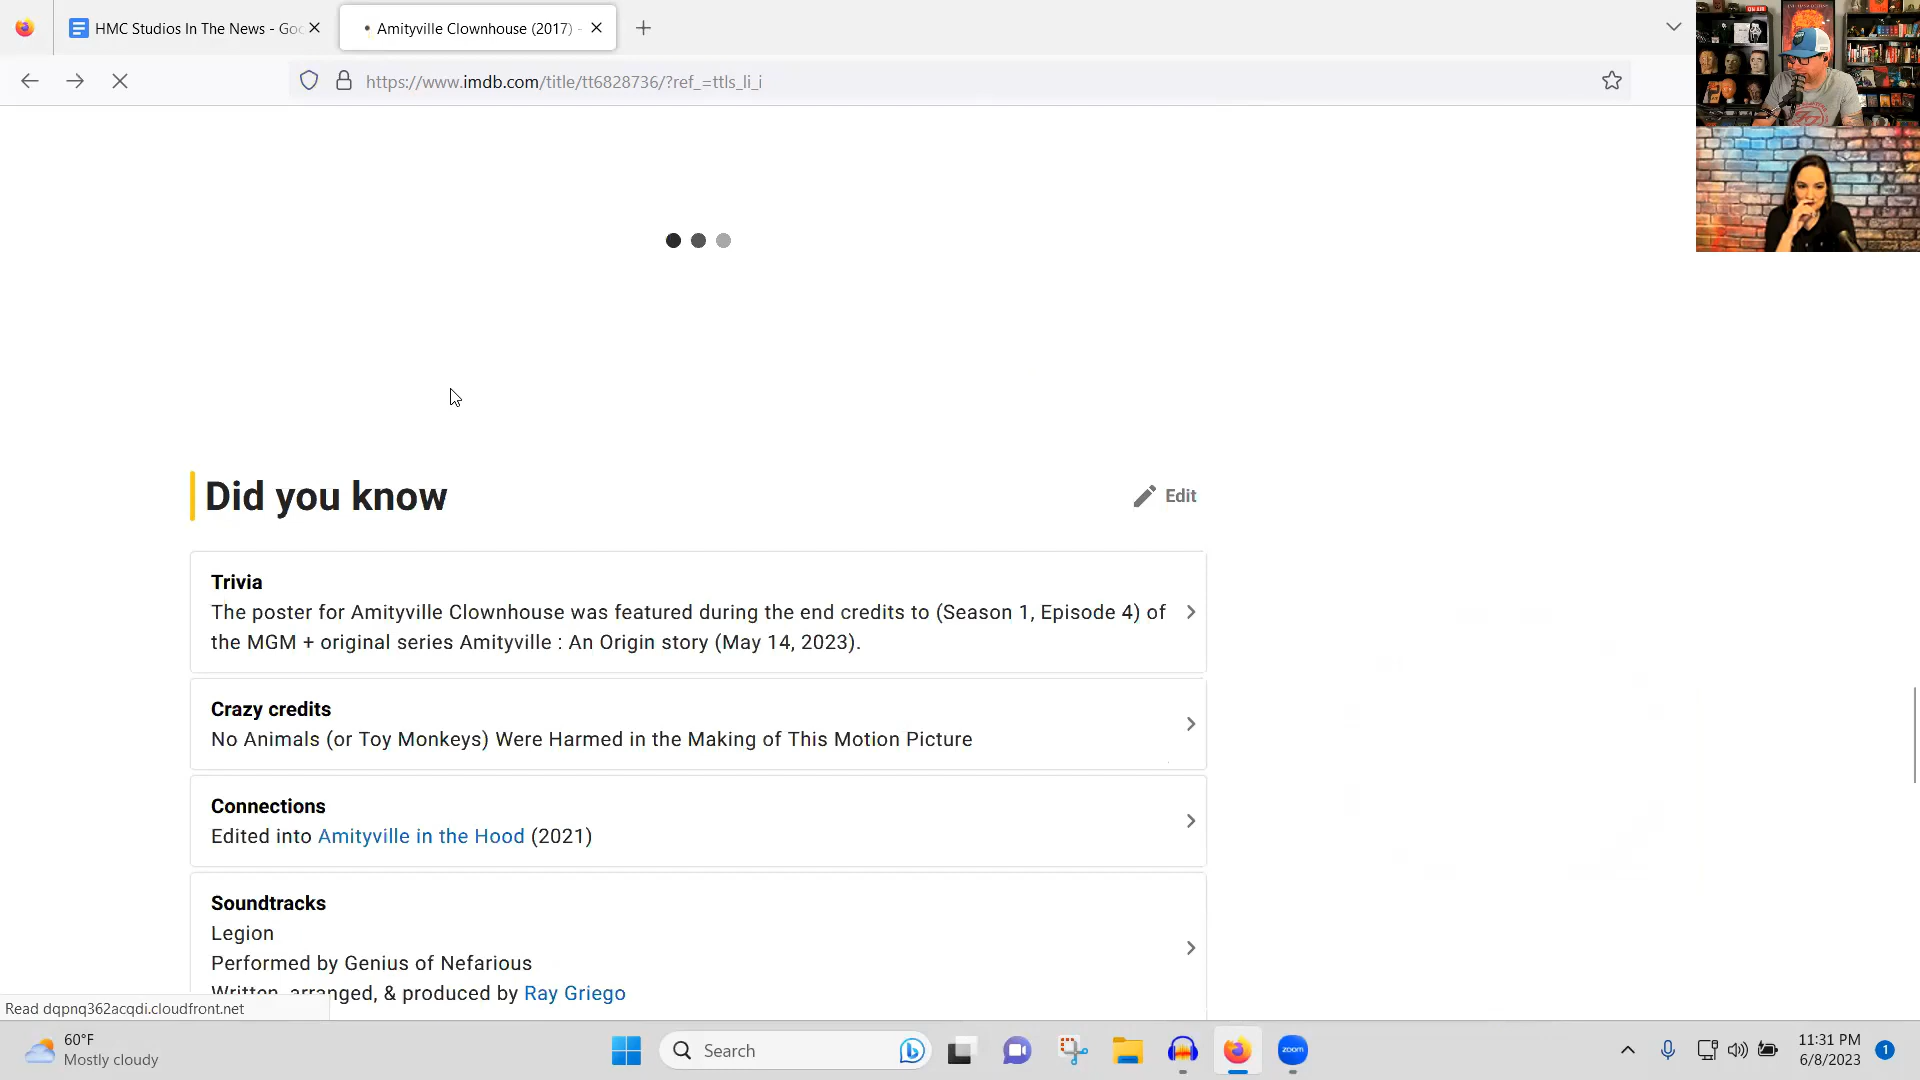 HMC Studios In The News - Goo
Amityville Clownhouse (2017) -
https://www.imdb.com/title/tt6828736/?ref_=ttls_li_i
ON AIR
Did you know
Edit
Trivia
The poster for Amityville Clownhouse was featured during the end credits to (Season 1, Episode 4) of
the MGM + original series Amityville : An Origin story (May 14, 2023).
Crazy credits
No Animals (or Toy Monkeys) Were Harmed in the Making of This Motion Picture
Connections
Edited into Amityville in the Hood (2021)
Soundtracks
Legion
Performed by Genius of Nefarious
Written, arranged, & produced by Ray Griego
Read dqpnq362acqdi.cloudfront.net
60°F
Mostly cloudy
Search
zoom
11:31 PM
6/8/2023
1